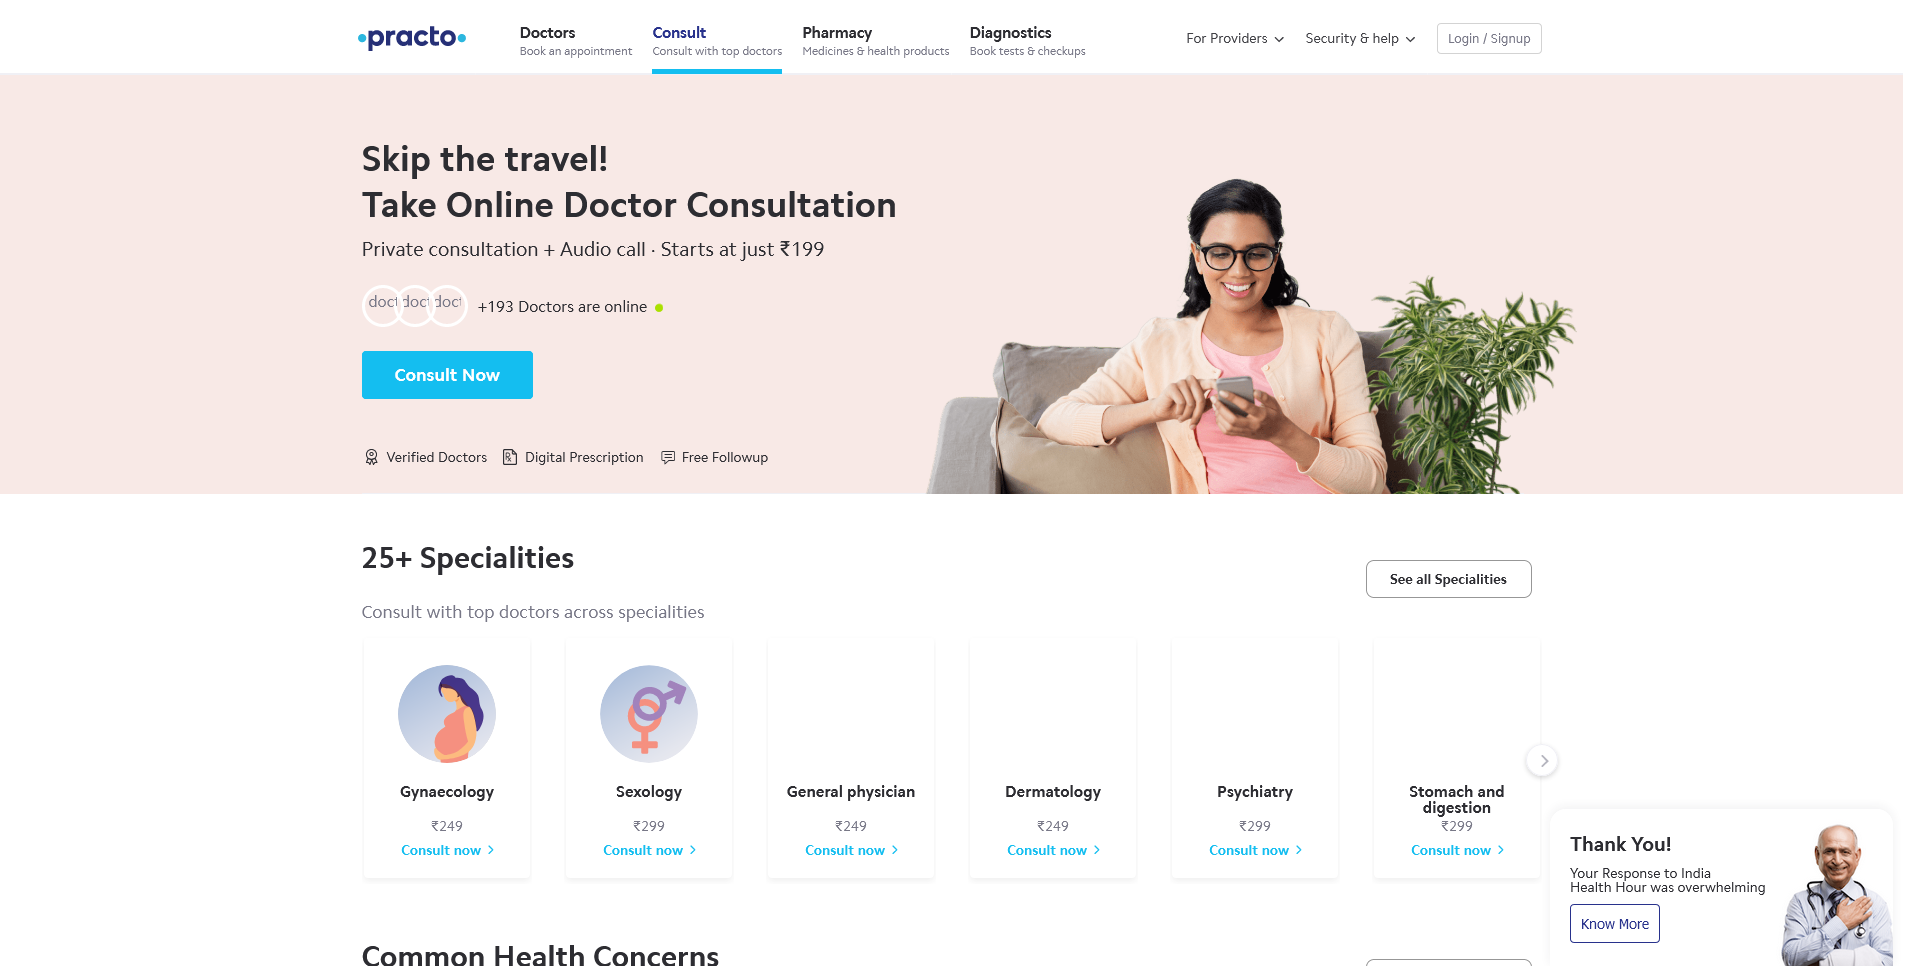 practo
Doctors
Book an appointment
Consult
Consult with top doctors
Pharmacy
Medicines & health products
Diagnostics
Book tests & checkups
For Providers
Security & help
Login / Signup
Skip the travel!
Take Online Doctor Consultation
Private consultation + Audio call · Starts at just ₹199
+193 Doctors are online
Consult Now
Verified Doctors
Digital Prescription
Free Followup
25+ Specialities
See all Specialities
Consult with top doctors across specialities
Gynaecology
₹249
Consult now
Sexology
₹299
Consult now
General physician
₹249
Consult now
Dermatology
₹249
Consult now
Psychiatry
₹299
Consult now
Stomach and
digestion
₹299
Consult now
Thank You!
Your Response to India
Health Hour was overwhelming
Know More
Common Health Concerns